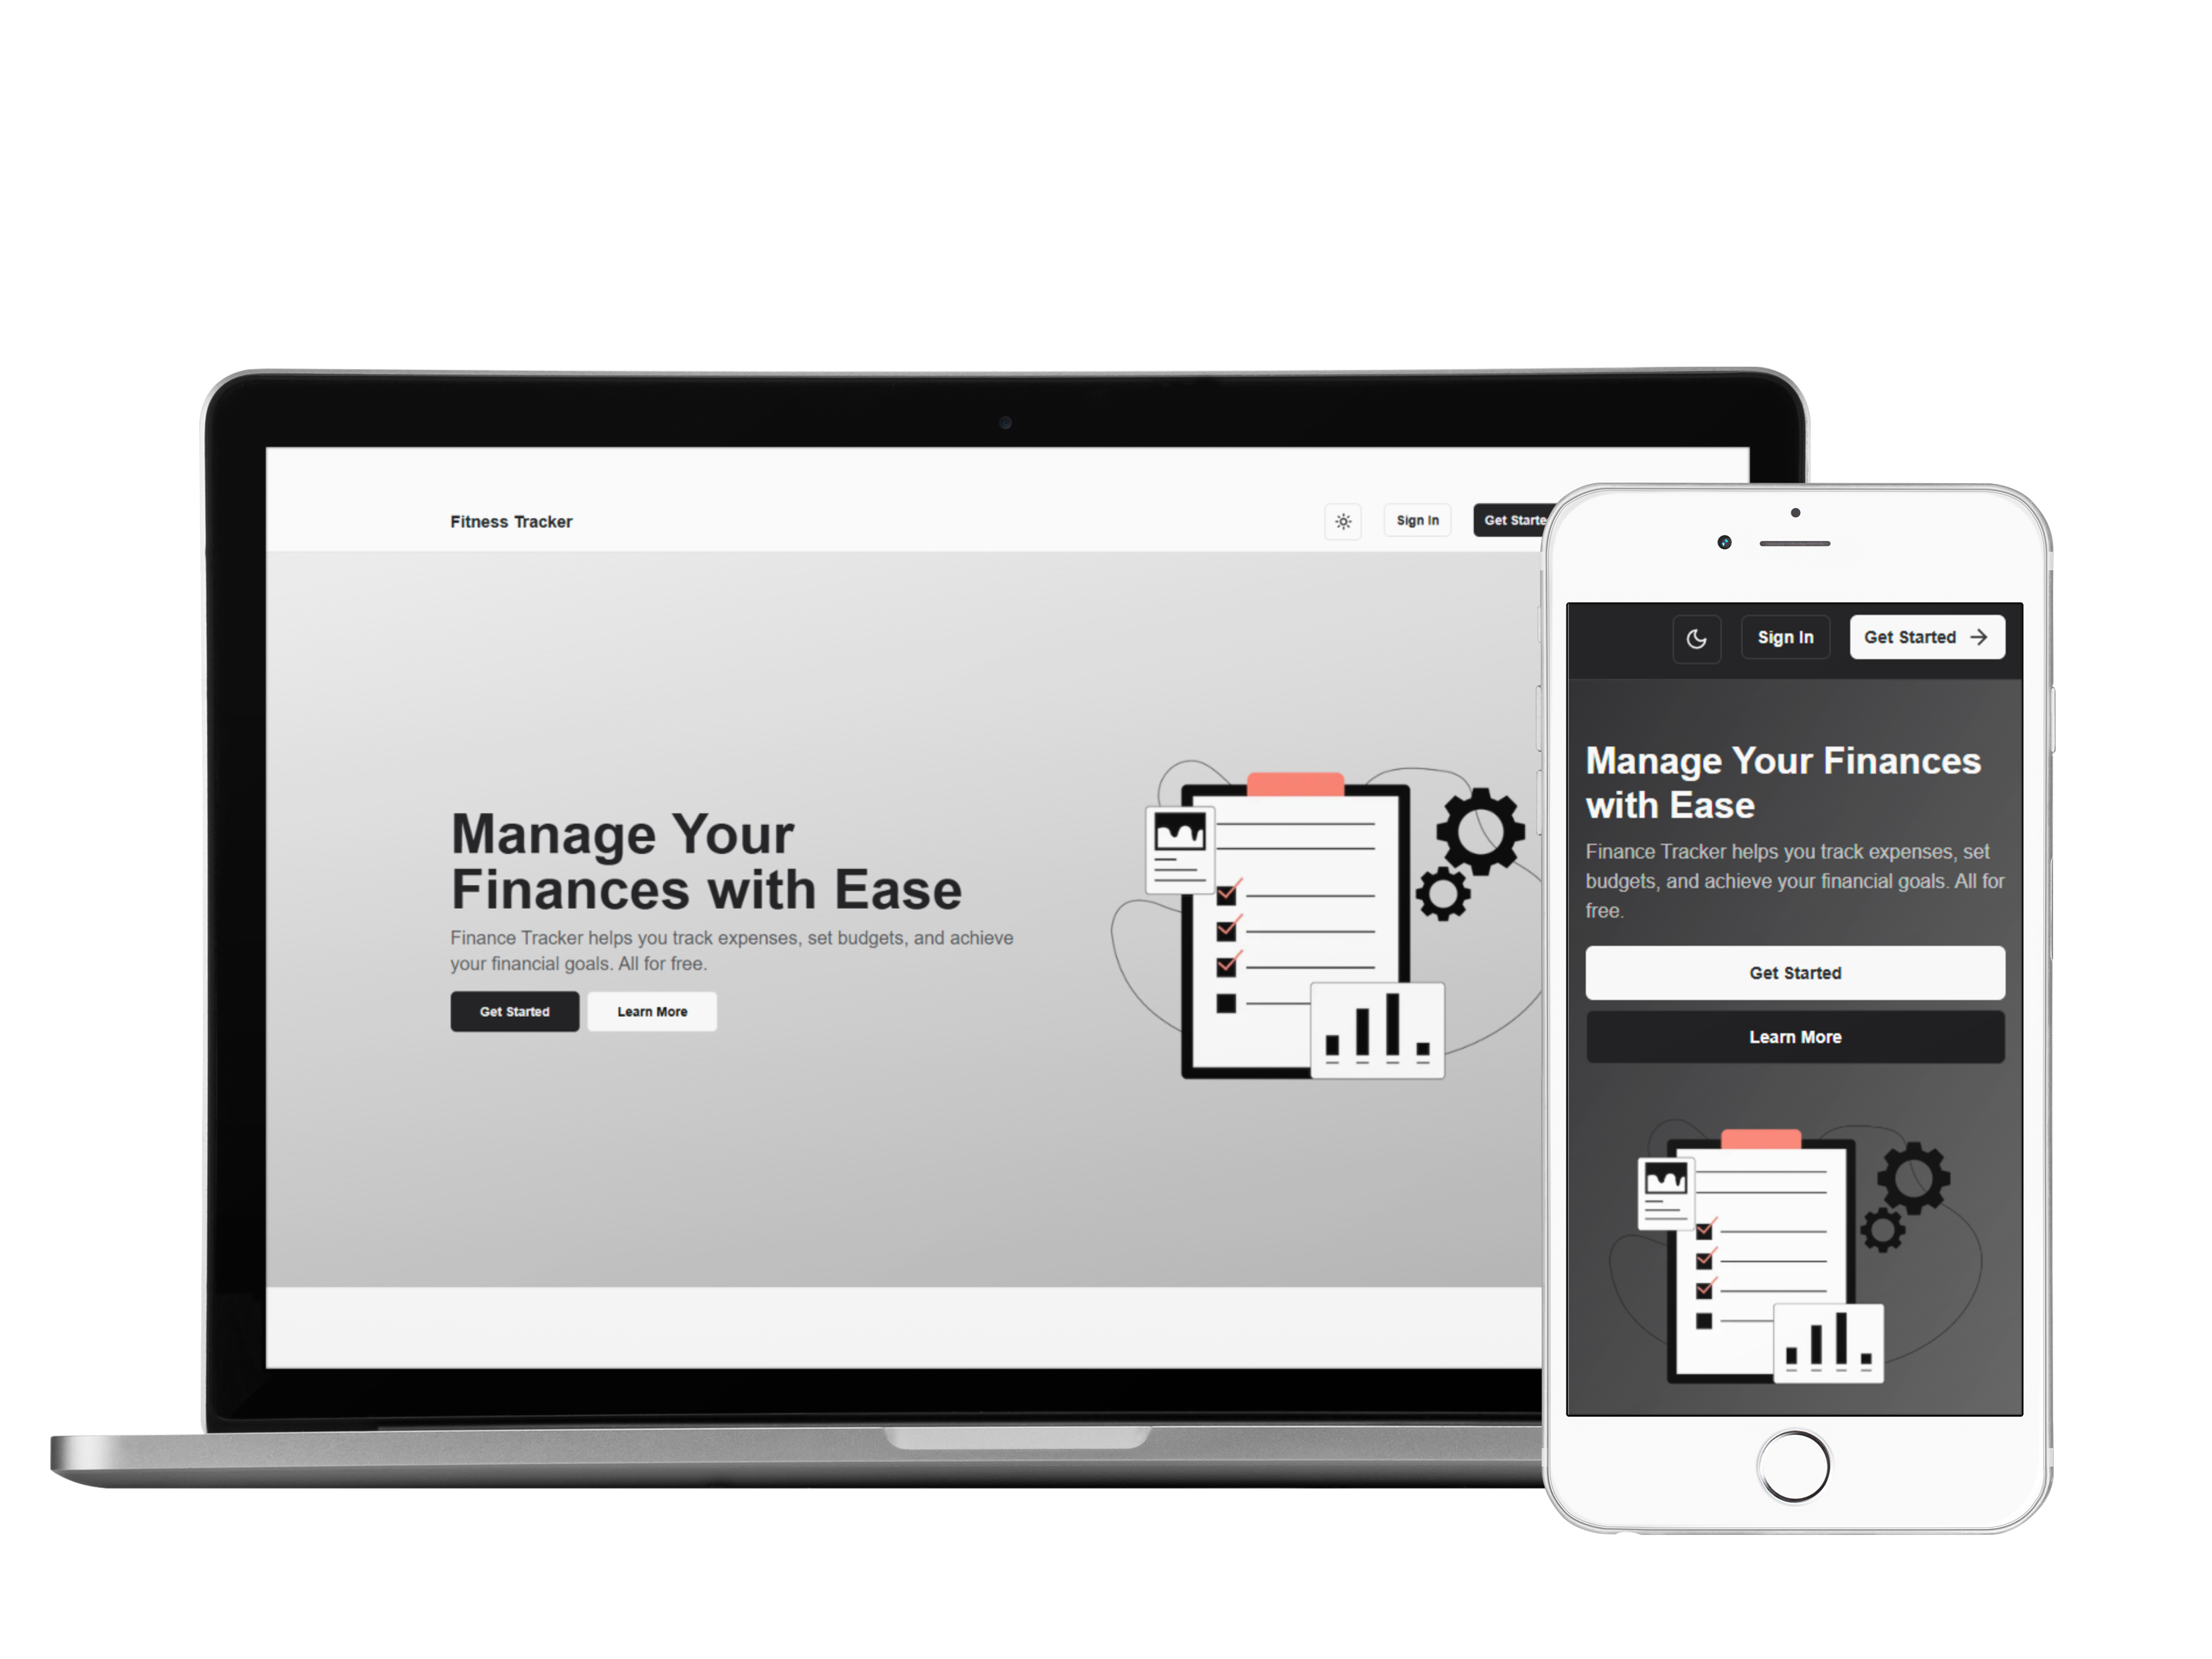 Fitness Tracker
Sign In
Get Starte
Manage Your
Finances with Ease
Finance Tracker helps you track expenses, set budgets, and achieve
your financial goals. All for free.
Get Started
Learn More
Sign In
Get Started
Manage Your Finances
with Ease
Finance Tracker helps you track expenses, set
budgets, and achieve your financial goals. All for
free.
Get Started
Learn More